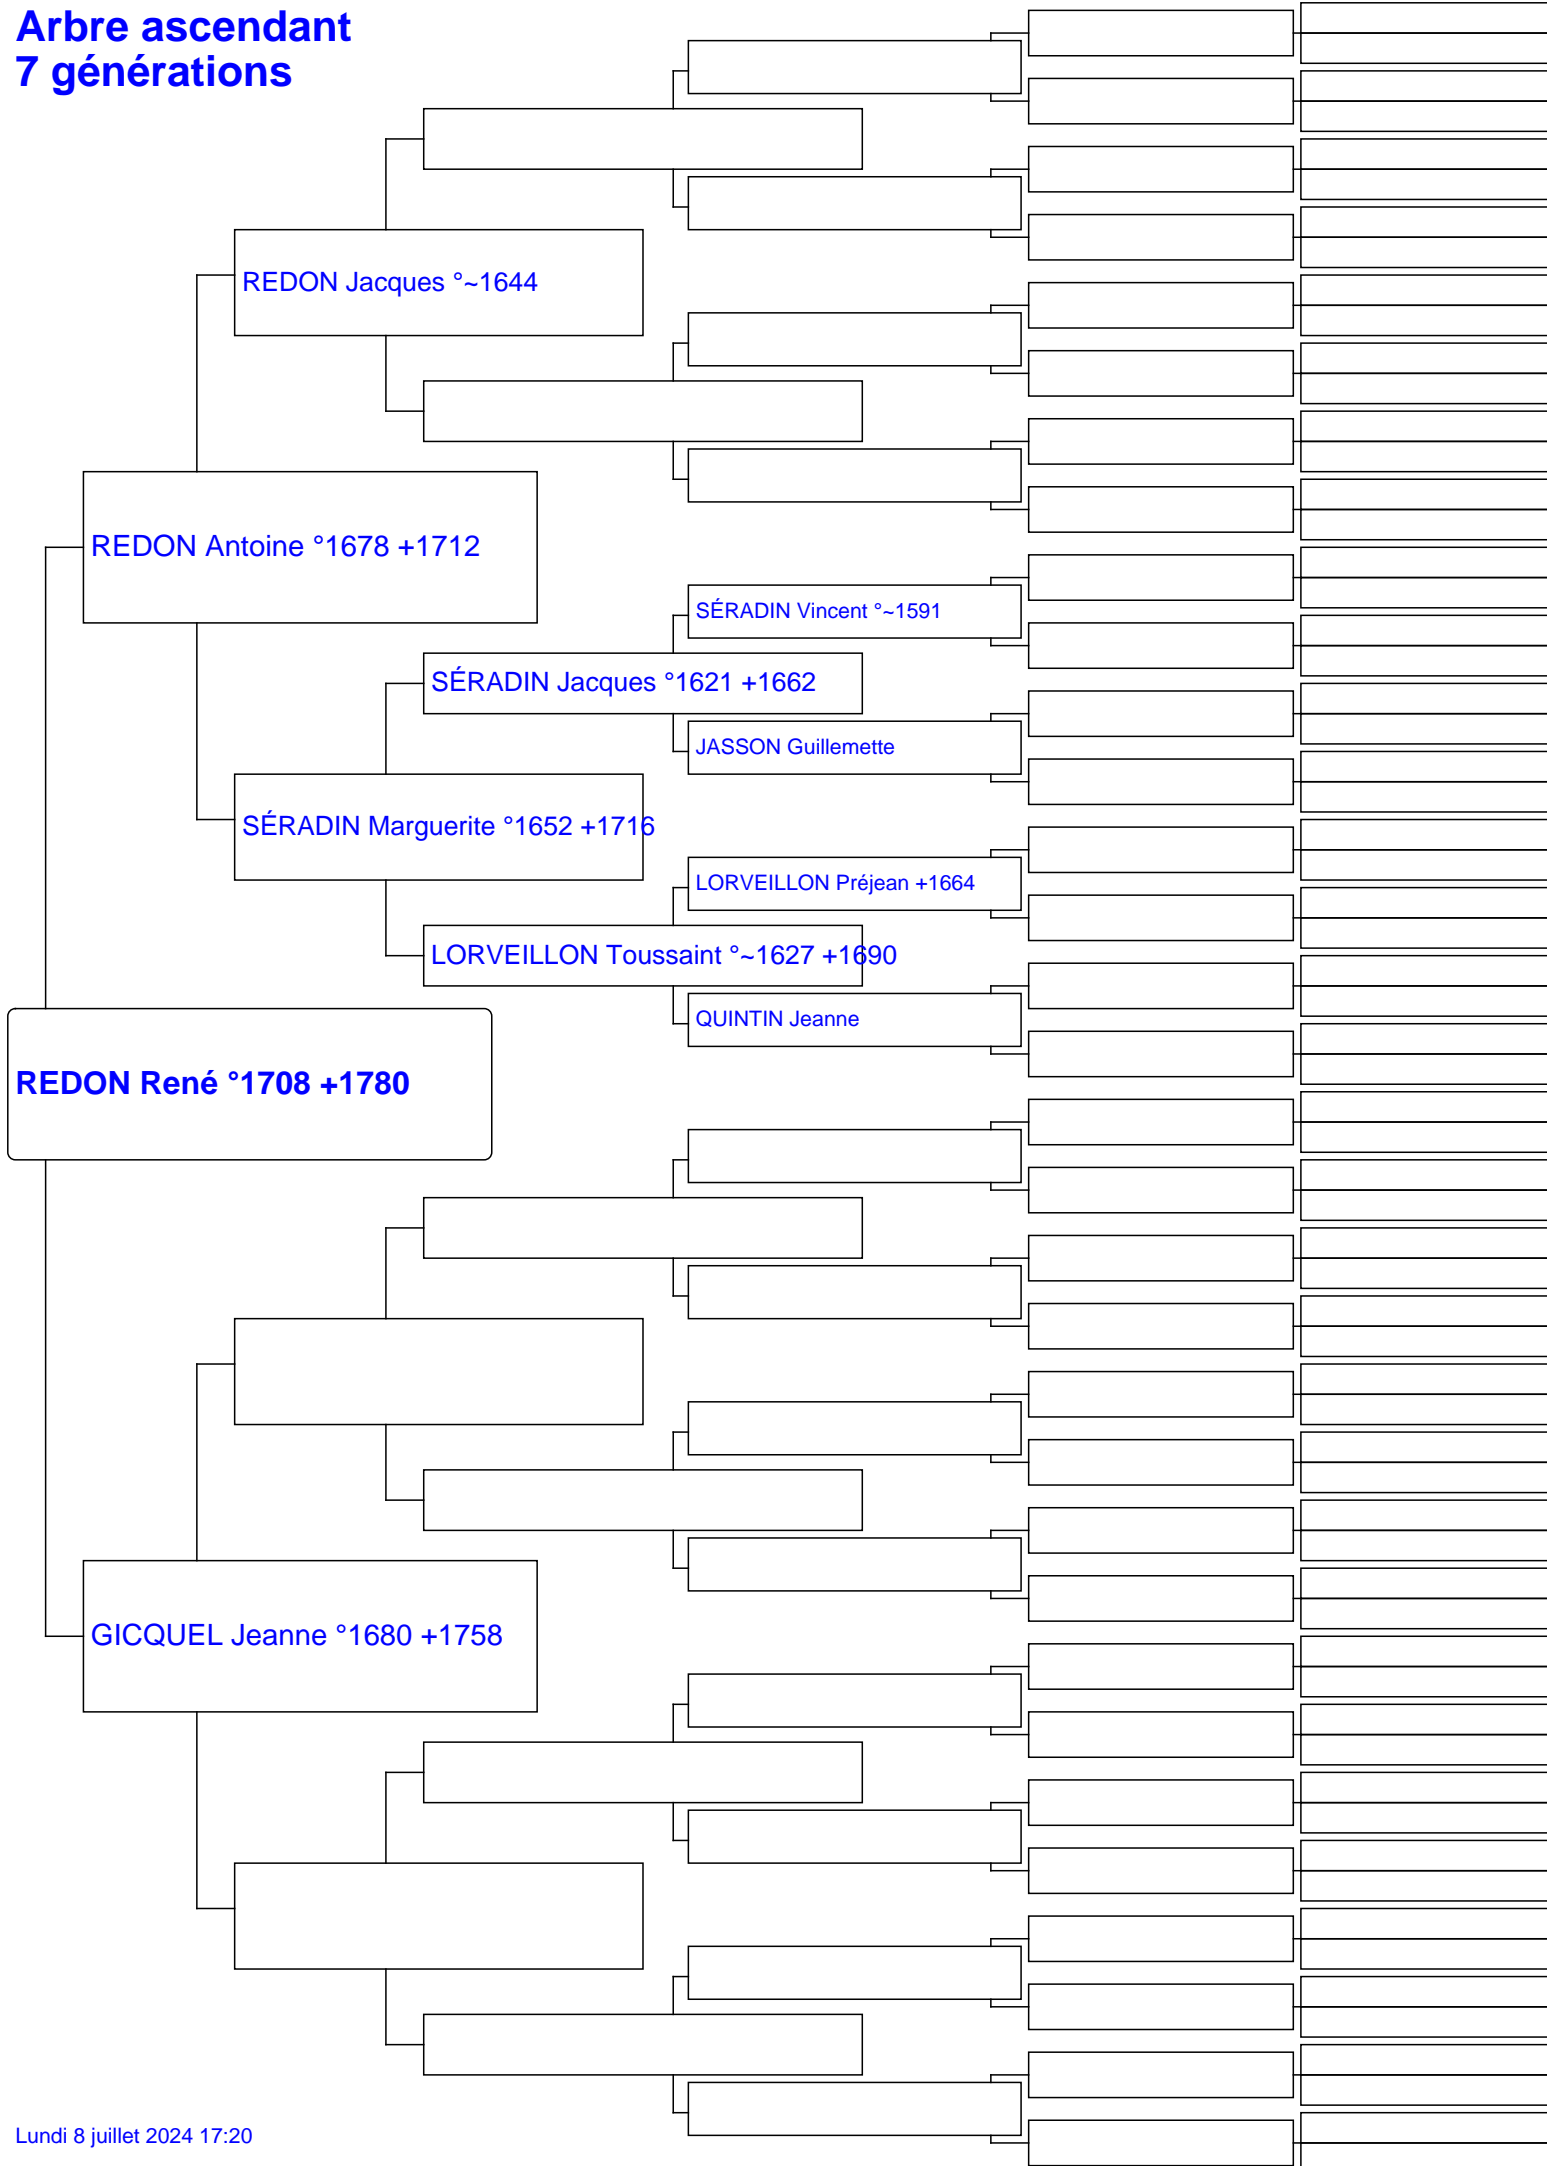 Arbre ascendant
7 générations
REDON Jacques °~1644
REDON Antoine °1678 +1712
SÉRADIN Vincent °~1591
SÉRADIN Jacques °1621 +1662
JASSON Guillemette
SÉRADIN Marguerite °1652 +1716
LORVEILLON Préjean +1664
LORVEILLON Toussaint °~1627 +1690
QUINTIN Jeanne
REDON René °1708 +1780
GICQUEL Jeanne °1680 +1758
Lundi 8 juillet 2024 17:20